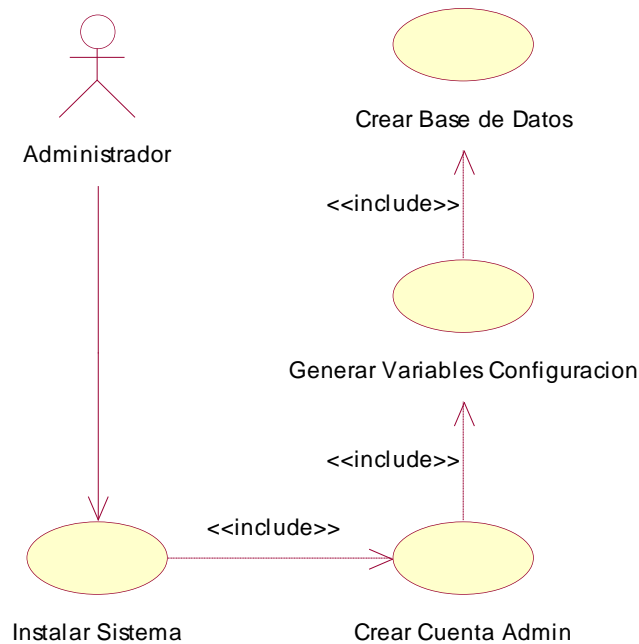 Crear Base de Datos
Administrador
<<include>>
Generar Variables Configuracion
<<include>>
<<include>>
Instalar Sistema
Crear Cuenta Admin